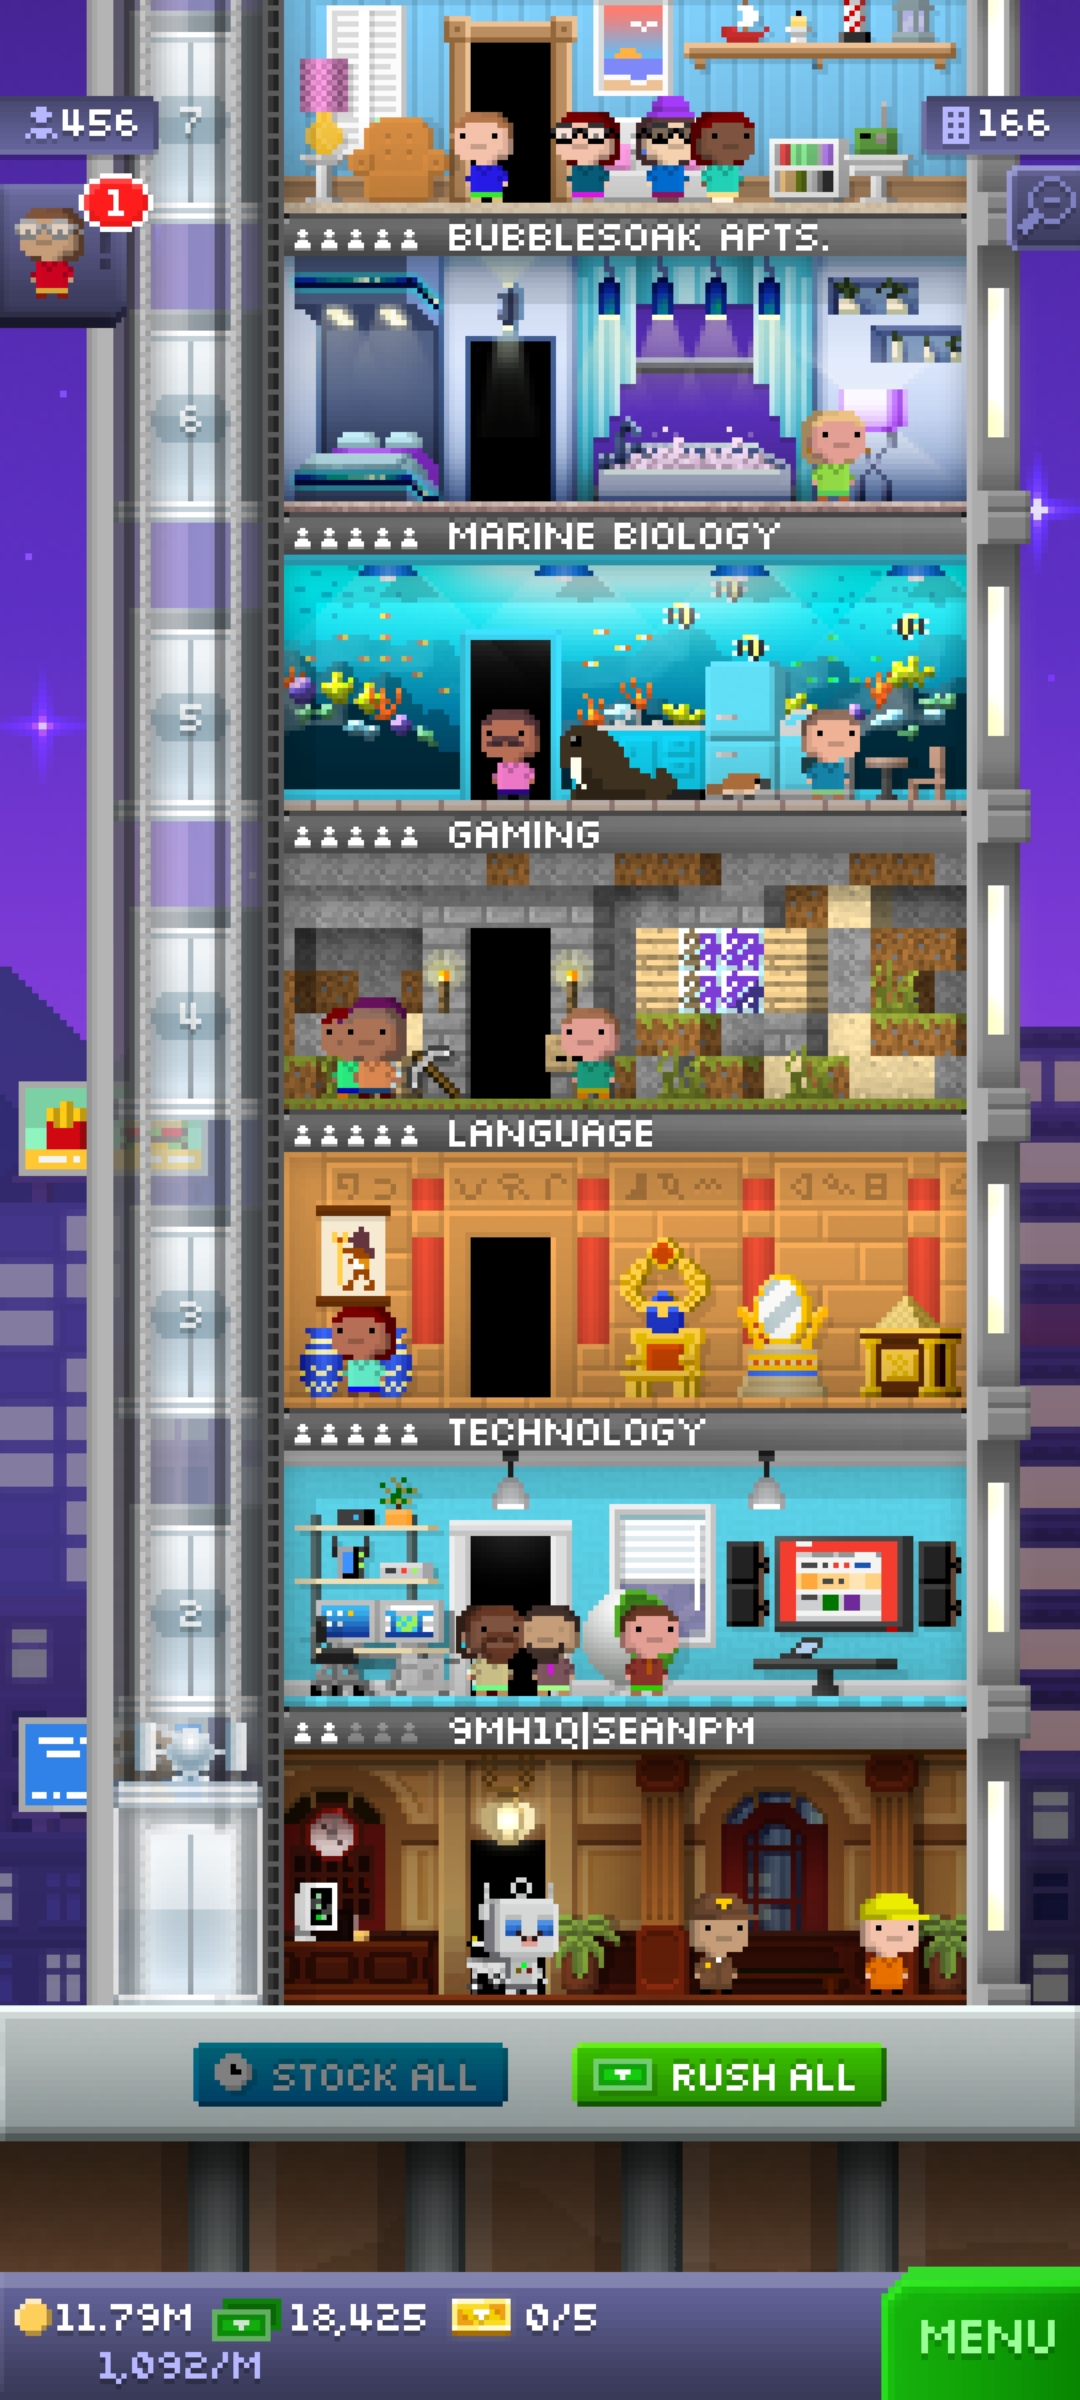 7
456
166
1
BUBBLESOAK APTS.
6
MARINE BIOLOGY
5
GAMING
4
LANGUAGE
3
TECHNOLOGY
2
9MH1Q|SEANPM
STOCK ALL
RUSH ALL
11.79M
18,425
0/5
1,092/M
MENU